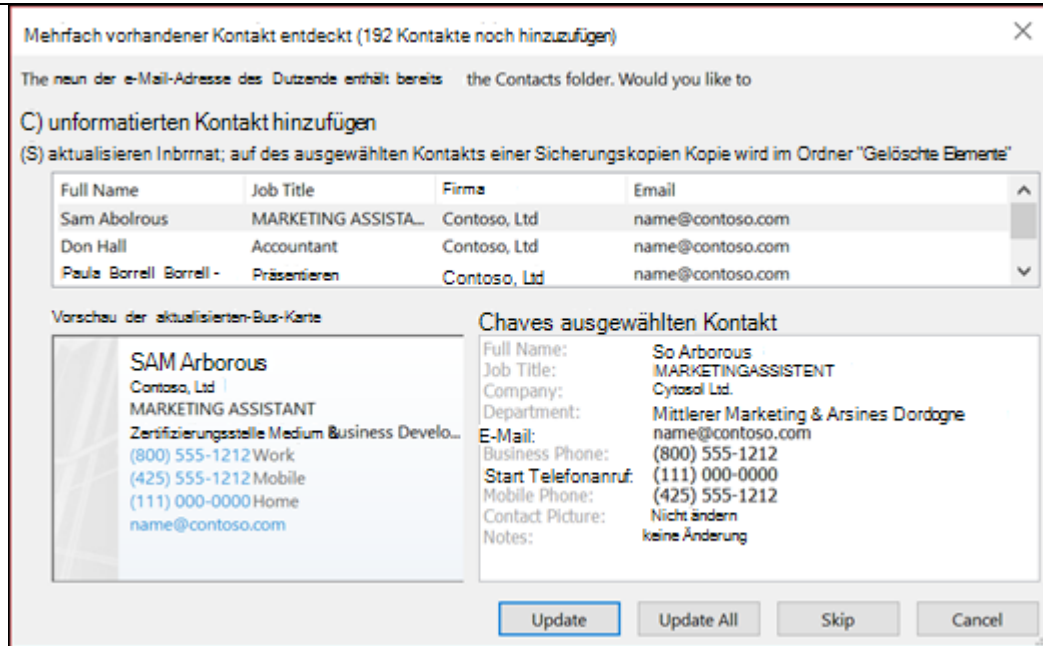 Mehrfach vorhandener Kontakt entdeckt (192 Kontakte noch hinzuzufügen)
The neun der e-Mail-Adresse des Dutzende enthält bereits the Contacts folder. Would you like to
C) unformatierten Kontakt hinzufügen
(S) aktualisieren Inbrrnat; auf des ausgewählten Kontakts einer Sicherungskopien Kopie wird im Ordner "Gelöschte Elemente"
Full Name Job Title Firma Email
Sam Abolrous MARKETING ASSISTA... Contoso, Ltd name@contoso.com
Don Hall Accountant Contoso, Ltd name@contoso.com
Paula Borrell Borrell - Präsentieren Contoso, Ltd name@contoso.com
Vorschau der aktualisierten-Bus-Karte
SAM Arborous
Contoso, Ltd
MARKETING ASSISTANT
Zertifizierungsstelle Medium Business Develo...
(800) 555-1212 Work
(425) 555-1212 Mobile
(111) 000-0000 Home
name@contoso.com
Chaves ausgewählten Kontakt
Full Name: So Arborous
Job Title: MARKETINGASSISTENT
Company: Cytosol Ltd.
Department: Mittlerer Marketing & Arsines Dordogne
E-Mail: name@contoso.com
Business Phone: (800) 555-1212
Start Telefonanruf: (111) 000-0000
Mobile Phone: (425) 555-1212
Contact Picture: Nicht ändern
Notes: keine Änderung
Update Update All Skip Cancel